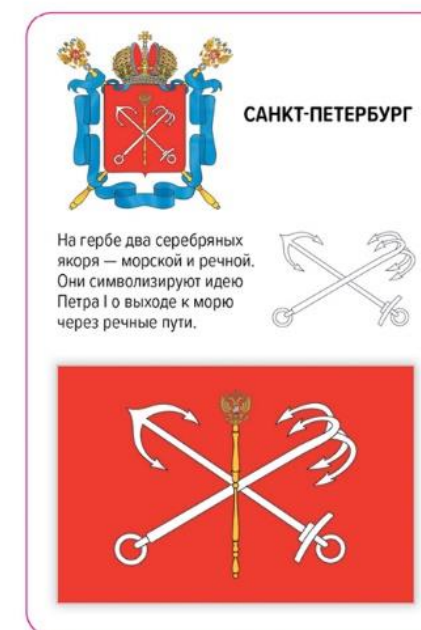 САНКТ-ПЕТЕРБУРГ
На гербе два серебряных
якоря — морской и речной.
Они символизируют идею
Петра I о выходе к морю
через речные пути.